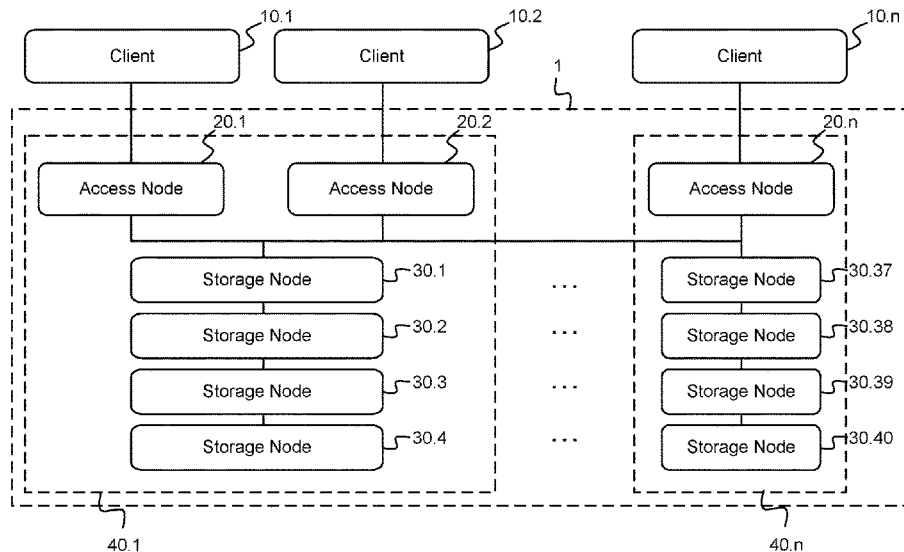 10.1
10.2
10.n
Client
Client
Client
1
20.1
20.2
20.n
Access Node
Access Node
Access Node
Storage Node
30.1
...
Storage Node
30.37
Storage Node
30.2
...
Storage Node
30.38
Storage Node
30.3
...
Storage Node
30.39
Storage Node
30.4
...
Storage Node
30.40
40.1
40.n